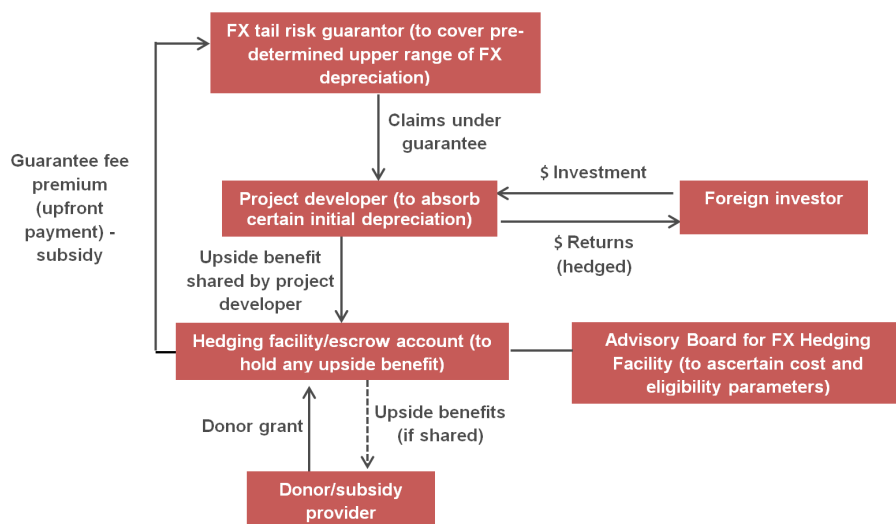 FX tail risk guarantor (to cover pre-
determined upper range of FX
depreciation)
Claims under
guarantee
Guarantee fee
premium
(upfront
payment) -
subsidy
$ Investment
Project developer (to absorb
certain initial depreciation)
Foreign investor
$ Returns
(hedged)
Upside benefit
shared by project
developer
Hedging facility/escrow account (to
hold any upside benefit)
Advisory Board for FX Hedging
Facility (to ascertain cost and
eligibility parameters)
Donor grant
Upside benefits
(if shared)
Donor/subsidy
provider